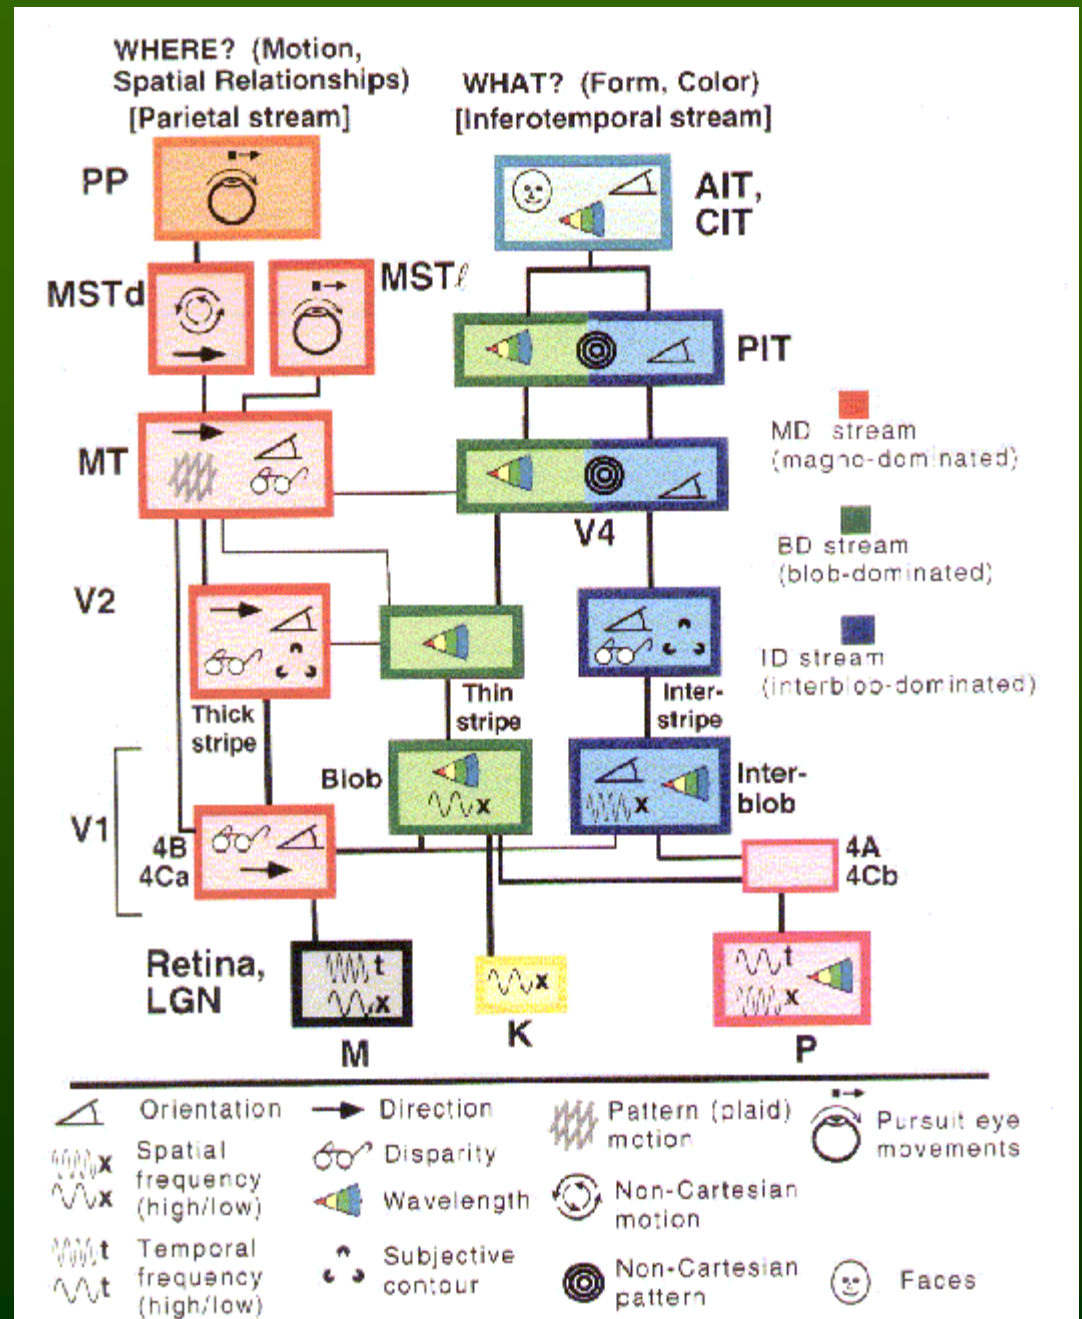 WHERE? (Motion,
Spatial Relationships)
[Parietal stream]
WHAT? (Form, Color)
[Inferotemporal stream]
PP
AIT,
CIT
MSTd
MSTℓ
PIT
MT
V4
MD stream
(magno-dominated)
BD stream
(blob-dominated)
ID stream
(interblob-dominated)
V2
Thick
stripe
Thin
stripe
Inter-
stripe
V1
Blob
x
x
Inter-
blob
4B
4Ca
4A
4Cb
Retina,
LGN
t
x
x
t
x
M
K
P
Orientation
Direction
Pattern (plaid)
motion
Pursuit eye
movements
x
x
Spatial
frequency
(high/low)
Disparity
Wavelength
Non-Cartesian
motion
t
t
Temporal
frequency
(high/low)
Subjective
contour
Non-Cartesian
pattern
Faces